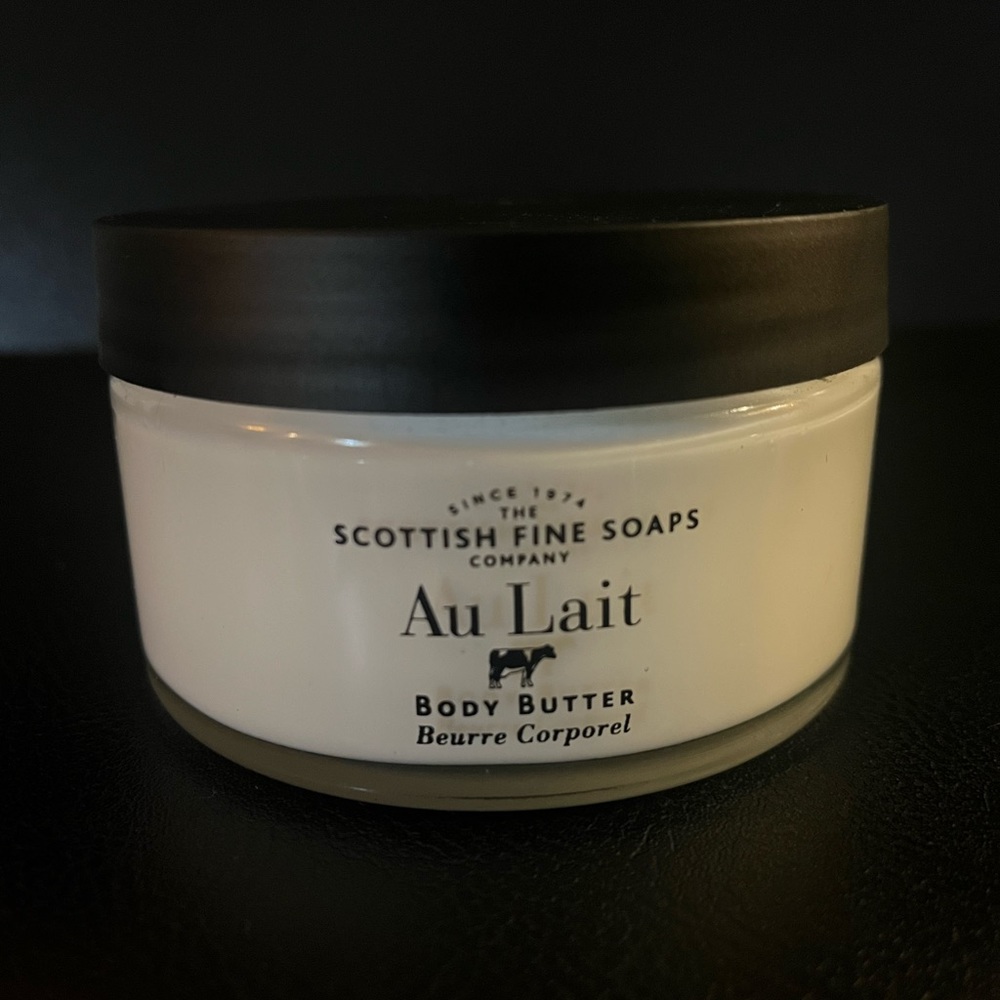 SINCE 1974
THE
SCOTTISH FINE SOAPS
COMPANY
Au Lait
BODY BUTTER
Beurre Corporel